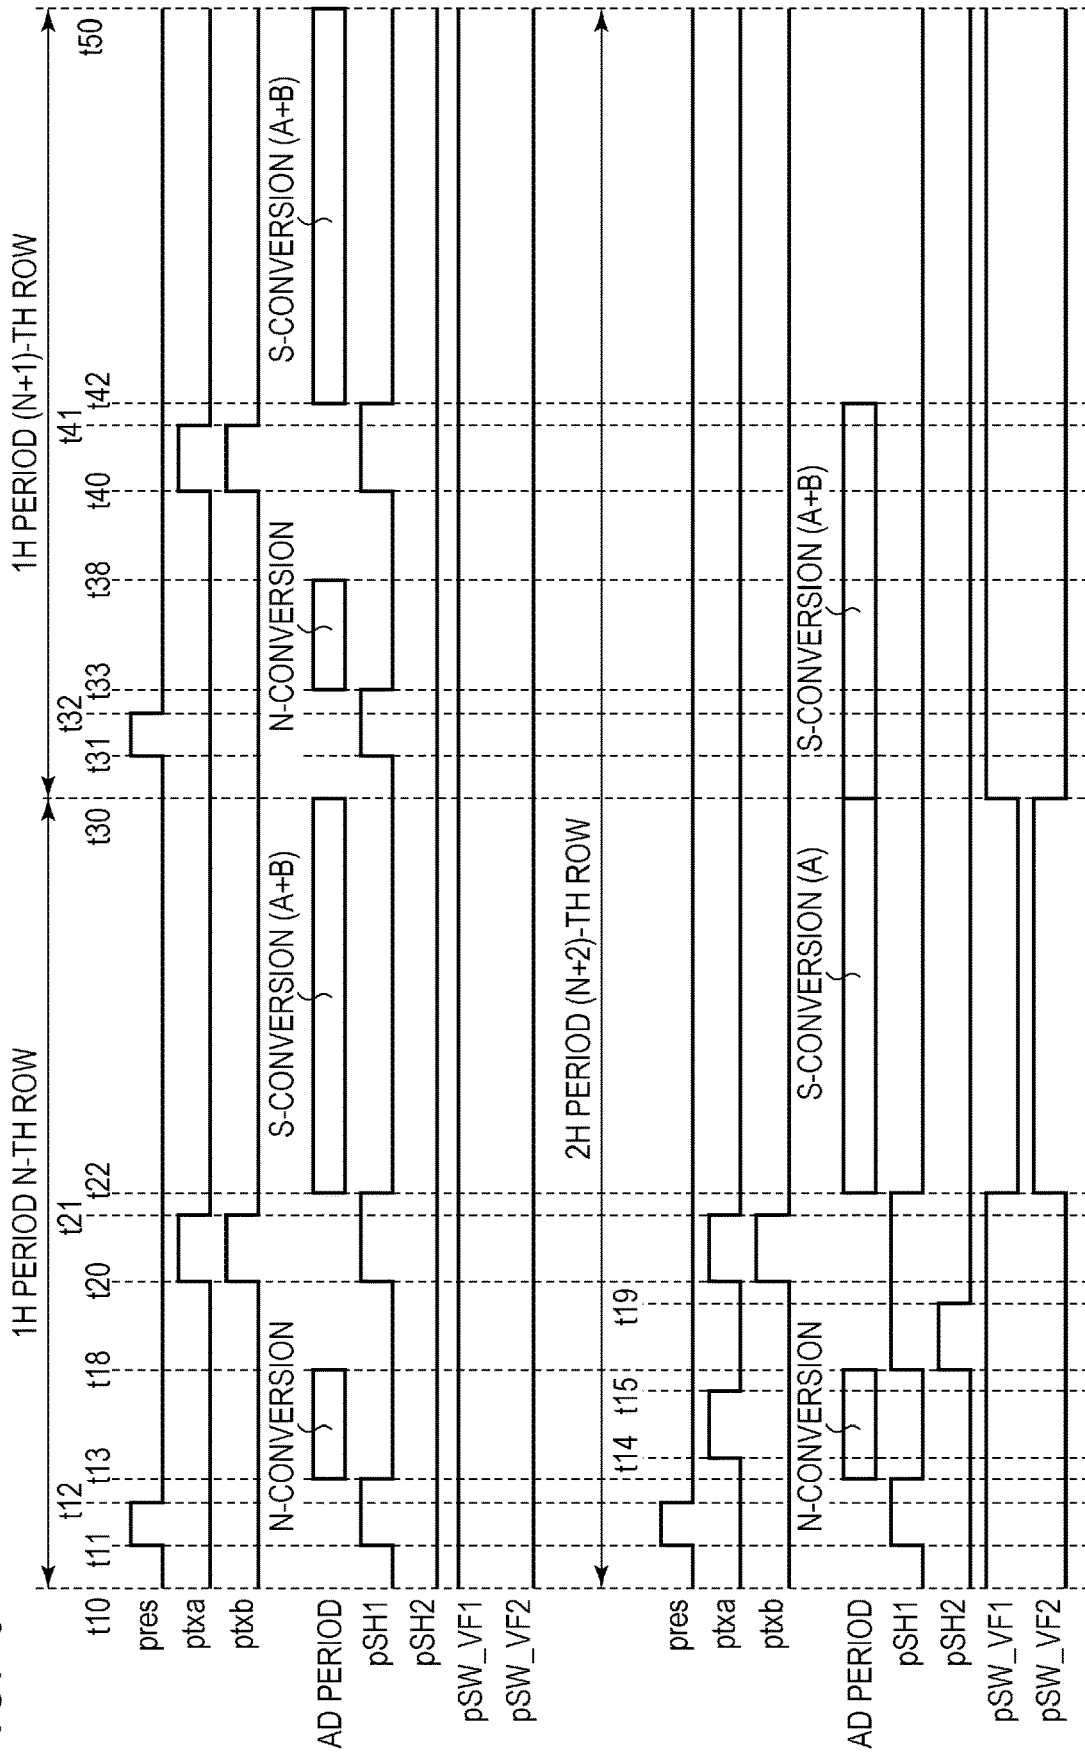 1H PERIOD N-TH ROW
1H PERIOD (N+1)-TH ROW
t10 t11 t12 t13 t18 t20 t21 t22 t30 t31 t32 t33 t38 t40 t41 t42 t50
pres
ptxa
ptxb
N-CONVERSION
S-CONVERSION (A+B)
N-CONVERSION
S-CONVERSION (A+B)
AD PERIOD
pSH1
pSH2
pSW_VF1
pSW_VF2
2H PERIOD (N+2)-TH ROW
t14 t15 t19
pres
ptxa
ptxb
N-CONVERSION
S-CONVERSION (A)
S-CONVERSION (A+B)
AD PERIOD
pSH1
pSH2
pSW_VF1
pSW_VF2